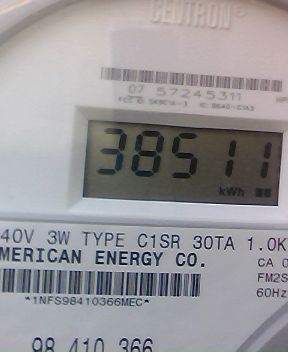 CENTRON®
07 57245311
38511
kWh
40V 3W TYPE C1SR 30TA 1.0K
MERICAN ENERGY CO.
CA 0
FM2S
60Hz
*1NFS98410366MEC*
98 410 366